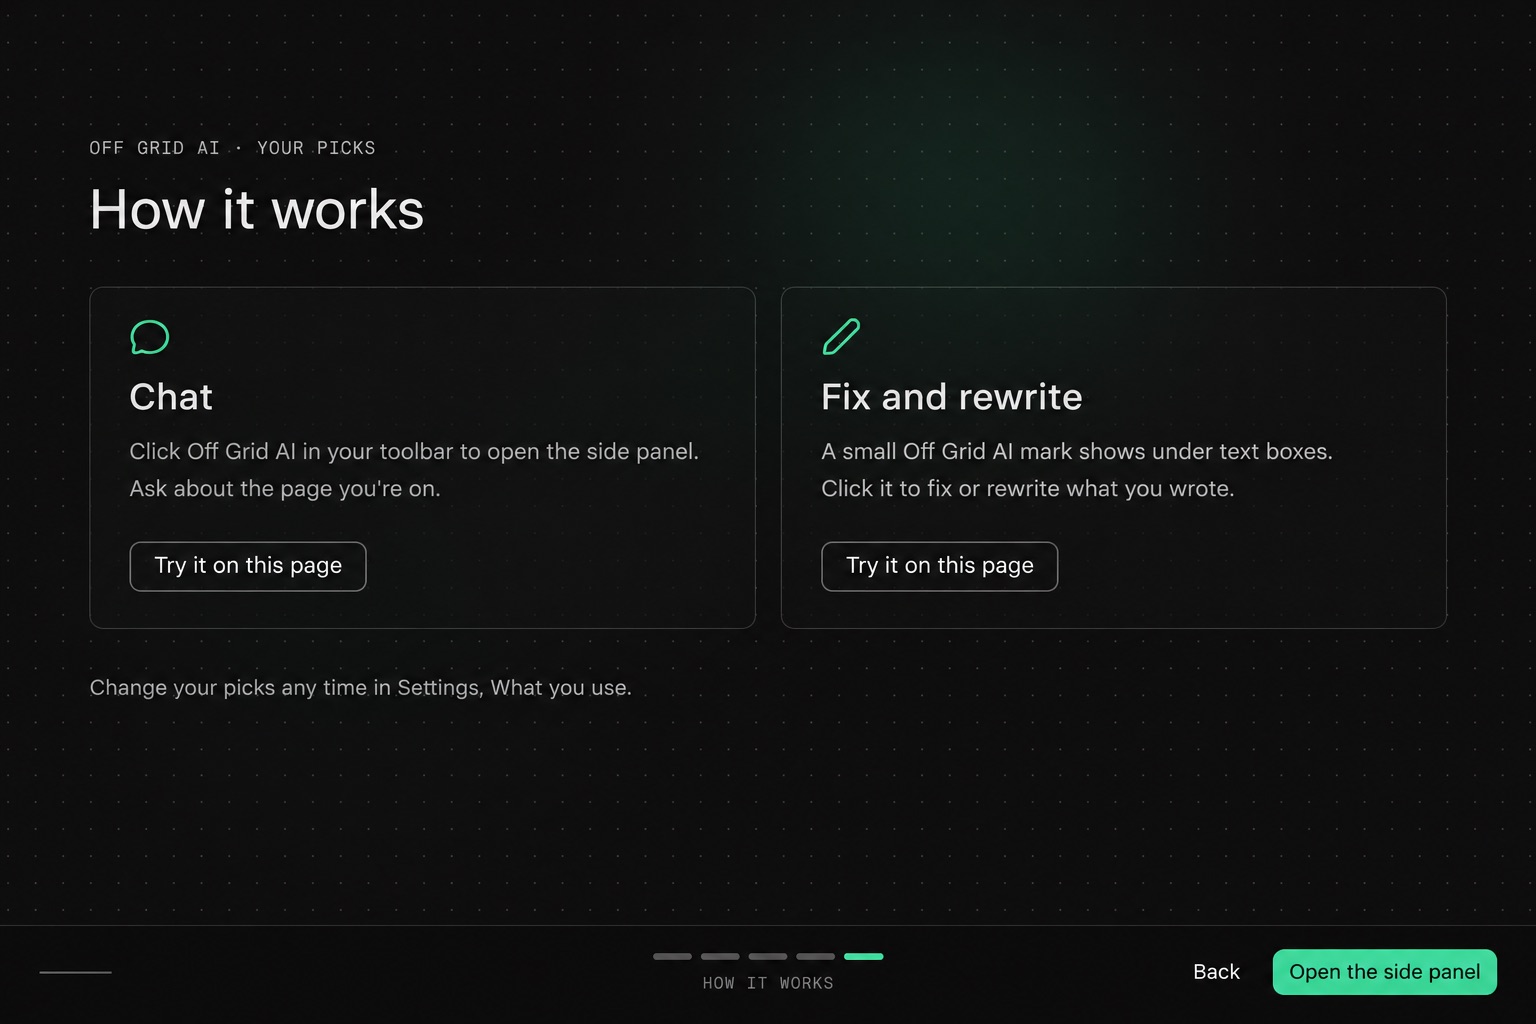 OFF GRID AI · YOUR PICKS
How it works
Chat
Click Off Grid AI in your toolbar to open the side panel.
Ask about the page you're on.
Try it on this page
Fix and rewrite
A small Off Grid AI mark shows under text boxes.
Click it to fix or rewrite what you wrote.
Try it on this page
Change your picks any time in Settings, What you use.
HOW IT WORKS
Back
Open the side panel